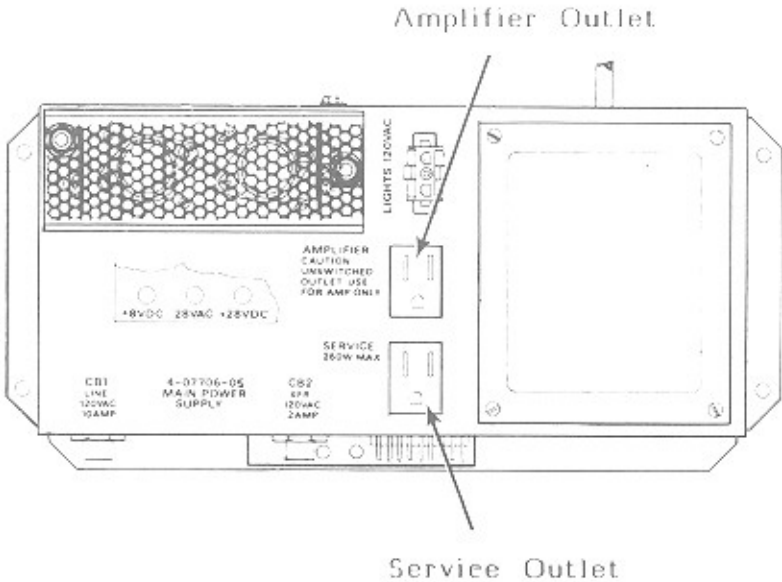 Amplifier Outlet
LIGHTS 120VAC
AMPLIFIER
CAUTION
UNSWITCHED
OUTLET USE
FOR AMP ONLY
+8VDC 28VAC +28VDC
SERVICE
260W MAX
CB1
LINE
120VAC
10AMP
4-07706-05
MAIN POWER
SUPPLY
CB2
XFR
120VAC
2AMP
Service Outlet